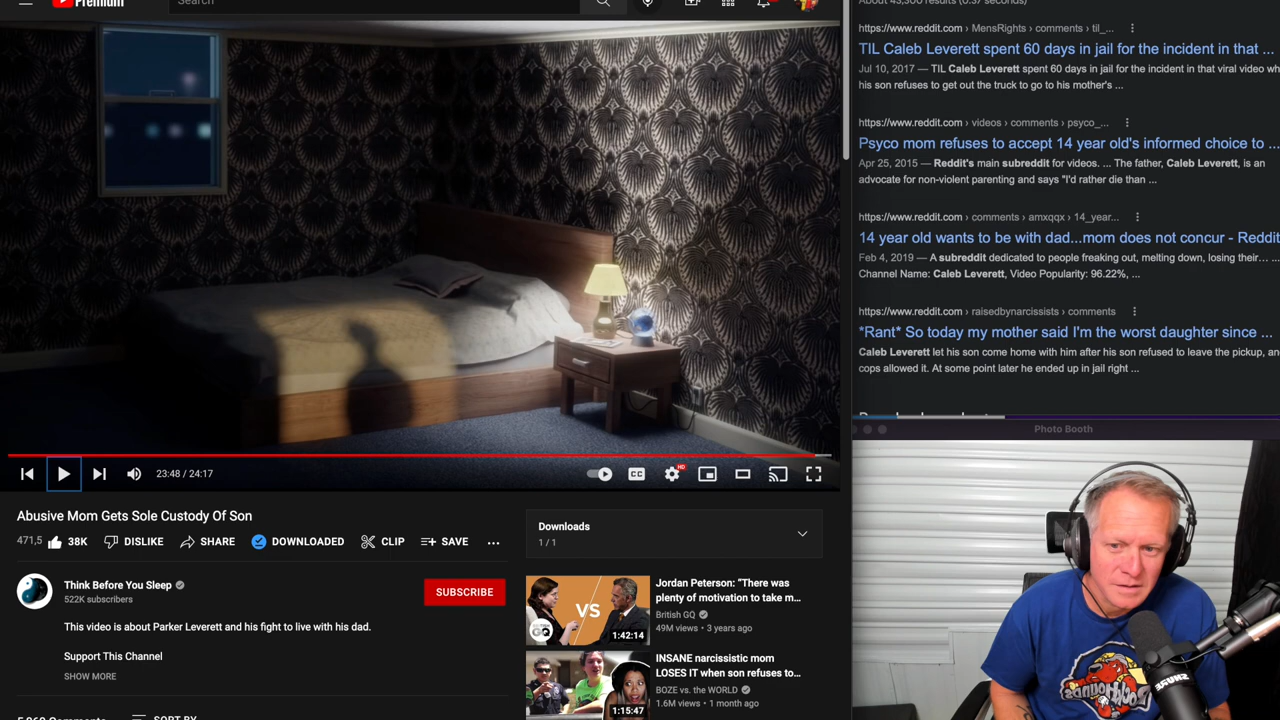 Premium
Search
23:48 / 24:17
CC
HD
Abusive Mom Gets Sole Custody Of Son
471,5 38K DISLIKE SHARE DOWNLOADED CLIP SAVE ...
Think Before You Sleep
522K subscribers
SUBSCRIBE
This video is about Parker Leverett and his fight to live with his dad.
Support This Channel
SHOW MORE
SORT BY
Downloads
1 / 1
VS
BRITISH GQ
1:42:14
Jordan Peterson: “There was
plenty of motivation to take m...
British GQ
49M views • 3 years ago
1:15:47
INSANE narcissistic mom
LOSES IT when son refuses to...
BOZE vs. the WORLD
1.6M views • 1 month ago
About 43,300 results (0.37 seconds)
https://www.reddit.com › MensRights › comments › til_...
TIL Caleb Leverett spent 60 days in jail for the incident in that ...
Jul 10, 2017 — TIL Caleb Leverett spent 60 days in jail for the incident in that viral video wh
his son refuses to get out the truck to go to his mother's ...
https://www.reddit.com › videos › comments › psyco_...
Psyco mom refuses to accept 14 year old's informed choice to ...
Apr 25, 2015 — Reddit's main subreddit for videos. ... The father, Caleb Leverett, is an
advocate for non-violent parenting and says "I'd rather die than ...
https://www.reddit.com › comments › amxqqx › 14_year...
14 year old wants to be with dad...mom does not concur - Reddit
Feb 4, 2019 — A subreddit dedicated to people freaking out, melting down, losing their... ...
Channel Name: Caleb Leverett, Video Popularity: 96.22%, ...
https://www.reddit.com › raisedbynarcissists › comments
*Rant* So today my mother said I'm the worst daughter since ...
Caleb Leverett let his son come home with him after his son refused to leave the pickup, an
cops allowed it. At some point later he ended up in jail right ...
Photo Booth
SHURE